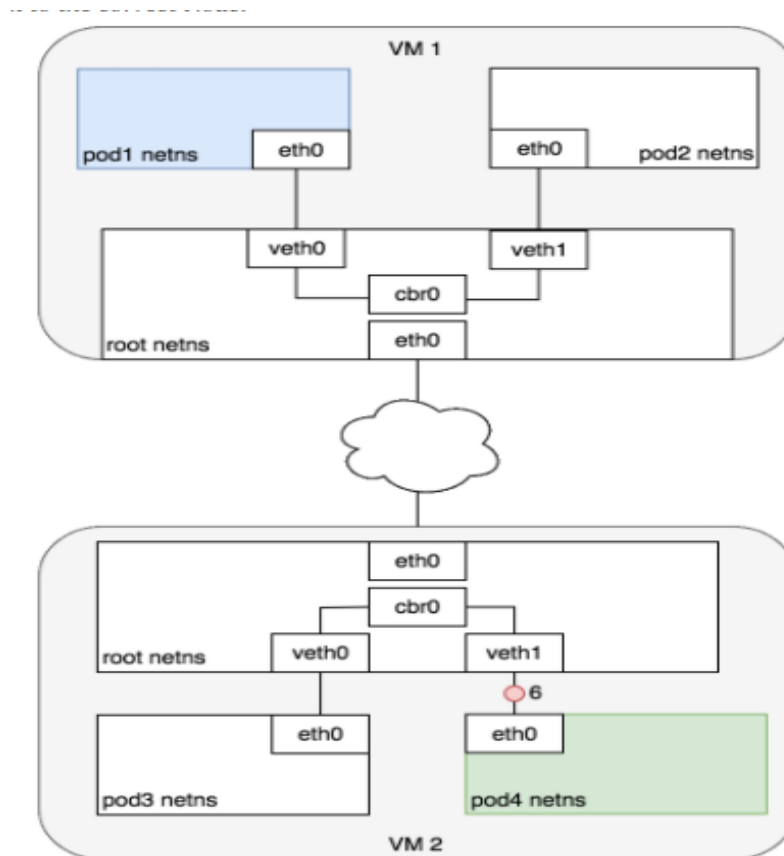 VM 1
eth0
pod1 netns
eth0
pod2 netns
veth0
veth1
cbr0
eth0
root netns
eth0
cbr0
veth0
veth1
root netns
6
eth0
eth0
pod3 netns
pod4 netns
VM 2